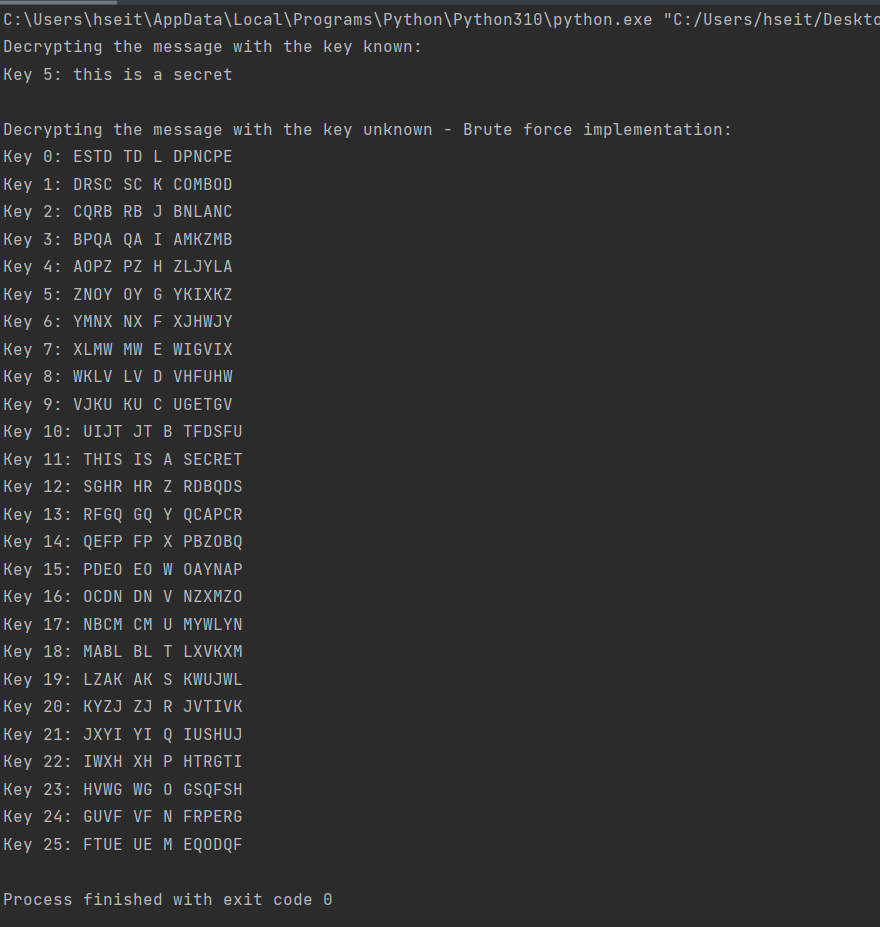 C:\Users\hseit\AppData\Local\Programs\Python\Python310\python.exe "C:/Users/hseit/Deskto
Decrypting the message with the key known:
Key 5: this is a secret
Decrypting the message with the key unknown - Brute force implementation:
Key 0: ESTD TD L DPNCPE
Key 1: DRSC SC K COMBOD
Key 2: CQRB RB J BNLANC
Key 3: BPQA QA I AMKZMB
Key 4: AOPZ PZ H ZLJYLA
Key 5: ZNOY OY G YKIXKZ
Key 6: YMNX NX F XJHWJY
Key 7: XLMW MW E WIGVIX
Key 8: WKLV LV D VHFUHW
Key 9: VJKU KU C UGETGV
Key 10: UIJT JT B TFDSFU
Key 11: THIS IS A SECRET
Key 12: SGHR HR Z RDBQDS
Key 13: RFGQ GQ Y QCAPCR
Key 14: QEFP FP X PBZOBQ
Key 15: PDEO EO W OAYNAP
Key 16: OCDN DN V NZXMZO
Key 17: NBCM CM U MYWLYN
Key 18: MABL BL T LXVKXM
Key 19: LZAK AK S KWUJWL
Key 20: KYZJ ZJ R JVTIVK
Key 21: JXYI YI Q IUSHUJ
Key 22: IWXH XH P HTRGTI
Key 23: HVWG WG O GSQFSH
Key 24: GUVF VF N FRPERG
Key 25: FTUE UE M EQODQF
Process finished with exit code 0